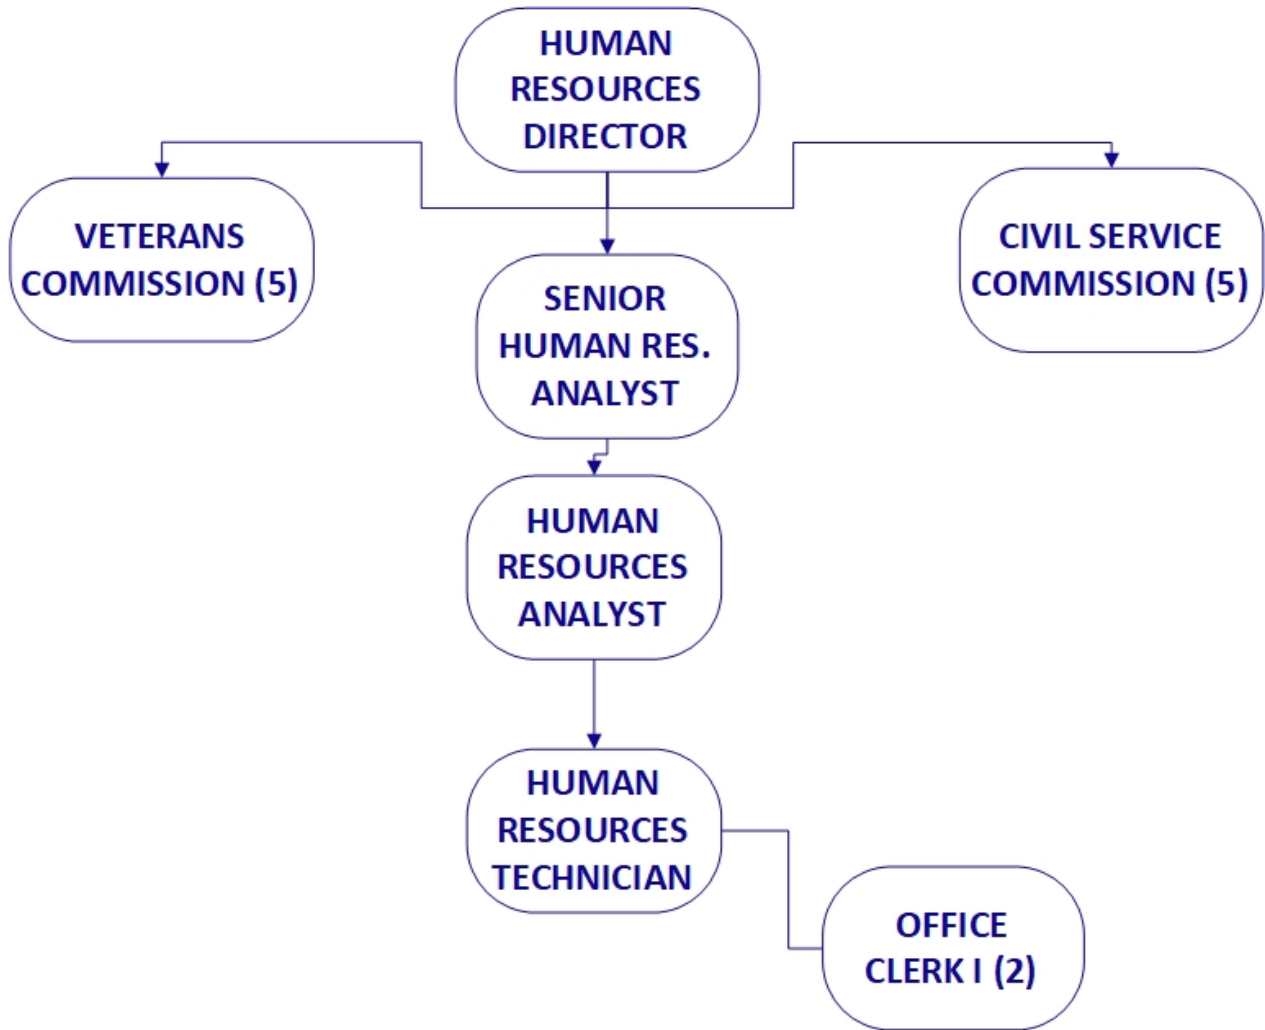 HUMAN
RESOURCES
DIRECTOR
VETERANS
COMMISSION (5)
CIVIL SERVICE
COMMISSION (5)
SENIOR
HUMAN RES.
ANALYST
HUMAN
RESOURCES
ANALYST
HUMAN
RESOURCES
TECHNICIAN
OFFICE
CLERK I (2)